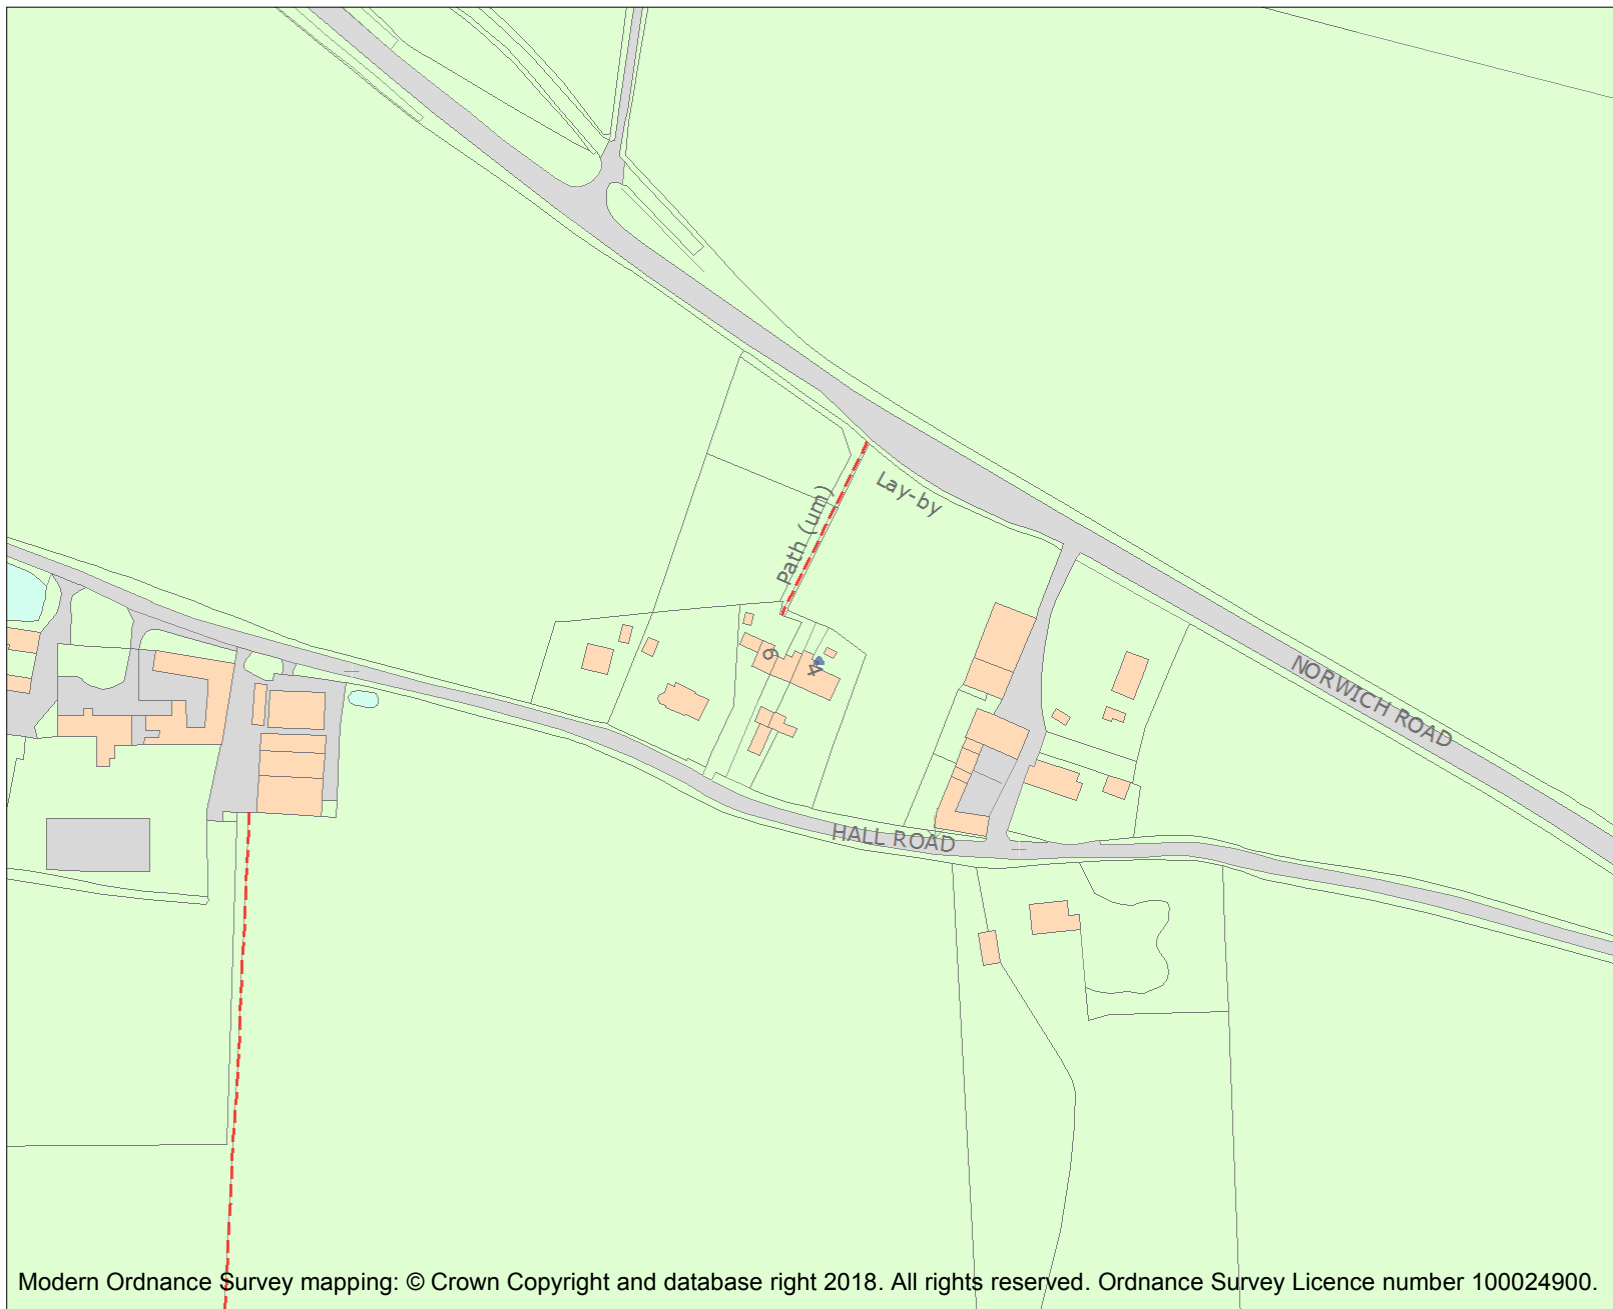 Lay-by
Path (um)
6
4
NORWICH ROAD
HALL ROAD
Modern Ordnance Survey mapping: © Crown Copyright and database right 2018. All rights reserved. Ordnance Survey Licence number 100024900.